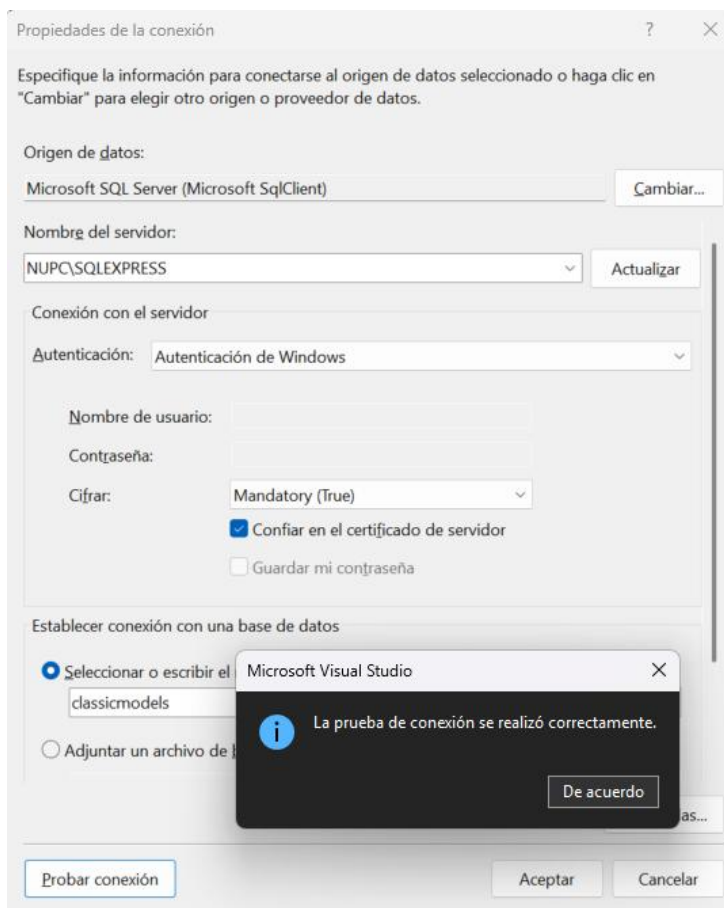 Propiedades de la conexión
?
Especifique la información para conectarse al origen de datos seleccionado o haga clic en
"Cambiar" para elegir otro origen o proveedor de datos.
Origen de datos:
Microsoft SQL Server (Microsoft SqlClient)
Cambiar...
Nombre del servidor:
NUPC\SQLEXPRESS
Actualizar
Conexión con el servidor
Autenticación:
Autenticación de Windows
Nombre de usuario:
Contraseña:
Cifrar:
Mandatory (True)
Confiar en el certificado de servidor
Guardar mi contraseña
Establecer conexión con una base de datos
Seleccionar o escribir el
classicmodels
Adjuntar un archivo de
Microsoft Visual Studio
La prueba de conexión se realizó correctamente.
De acuerdo
Probar conexión
Aceptar
Cancelar